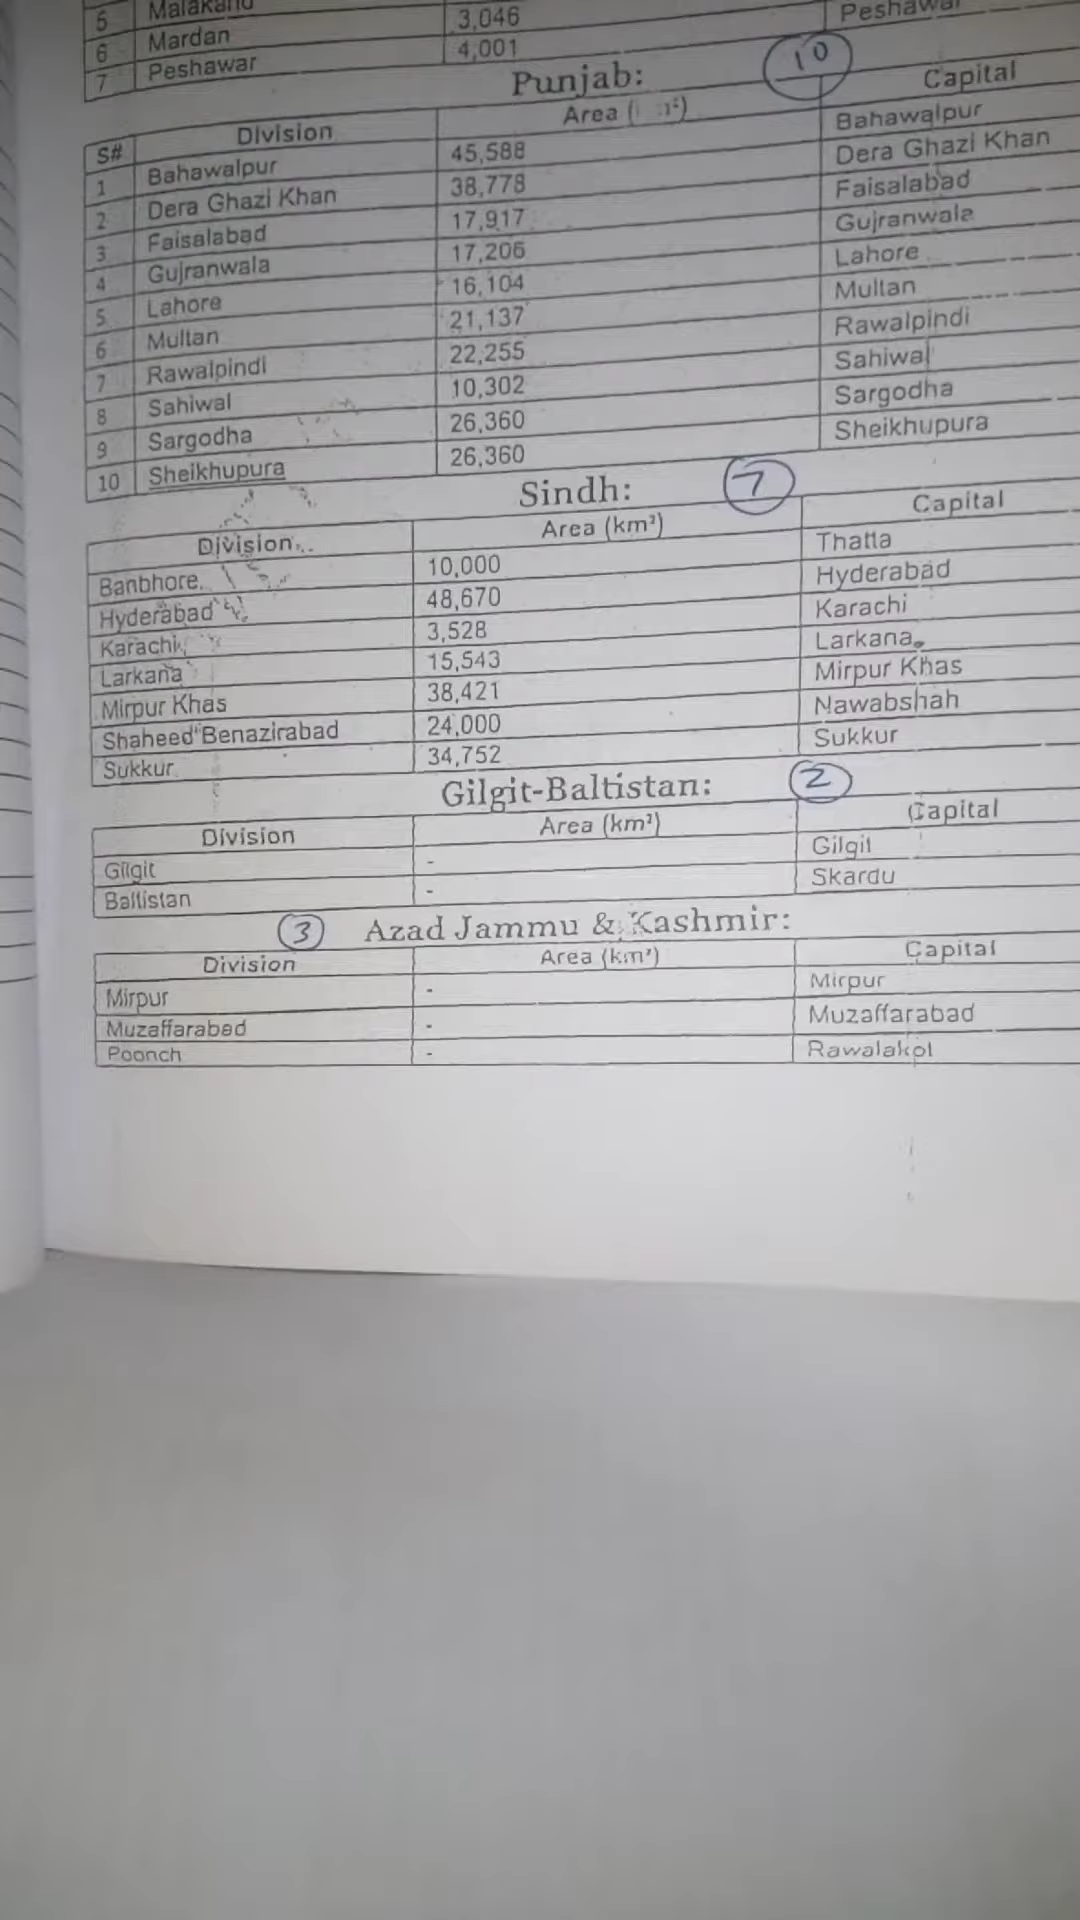 5 Malakand
6 Mardan 3,046
7 Peshawar 4,001 Peshawar
Punjab: 10
S# Division Area ( Capital
1 Bahawalpur 45,588 Bahawalpur
2 Dera Ghazi Khan 38,778 Dera Ghazi Khan
3 Faisalabad 17,917 Faisalabad
4 Gujranwala 17,206 Gujranwala
5 Lahore 16,104 Lahore
6 Multan 21,137 Multan
7 Rawalpindi 22,255 Rawalpindi
8 Sahiwal 10,302 Sahiwal
9 Sargodha 26,360 Sargodha
10 Sheikhupura 26,360 Sheikhupura
Sindh: 7
Division Area (km²) Capital
Banbhore 10,000 Thatta
Hyderabad 48,670 Hyderabad
Karachi 3,528 Karachi
Larkana 15,543 Larkana
Mirpur Khas 38,421 Mirpur Khas
Shaheed Benazirabad 24,000 Nawabshah
Sukkur 34,752 Sukkur
Gilgit-Baltistan: 2
Division Area (km²) Capital
Gilgit - Gilgit
Baltistan - Skardu
3 Azad Jammu & Kashmir:
Division Area (km²) Capital
Mirpur - Mirpur
Muzaffarabad - Muzaffarabad
Poonch - Rawalakot